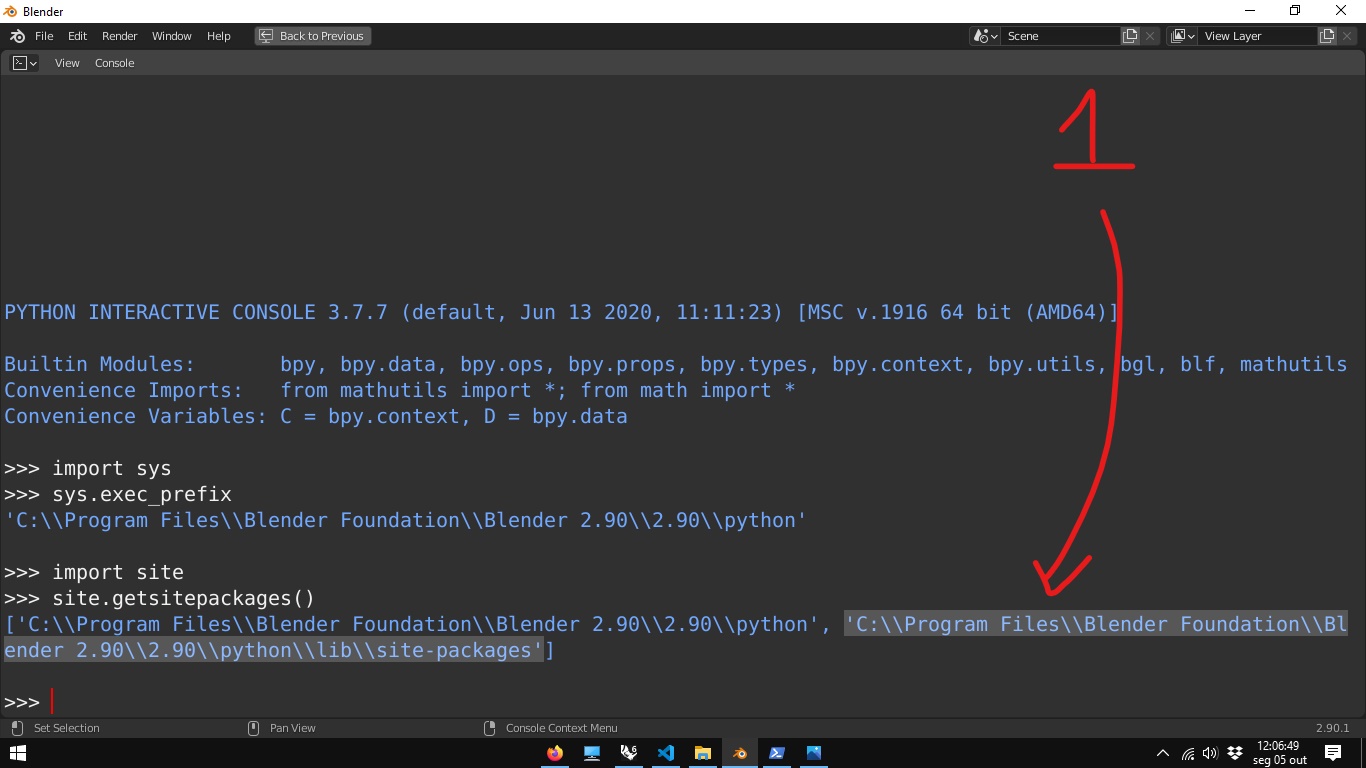 Blender
File Edit Render Window Help Back to Previous Scene View Layer
View Console
1
PYTHON INTERACTIVE CONSOLE 3.7.7 (default, Jun 13 2020, 11:11:23) [MSC v.1916 64 bit (AMD64)]
Builtin Modules: bpy, bpy.data, bpy.ops, bpy.props, bpy.types, bpy.context, bpy.utils, bgl, blf, mathutils
Convenience Imports: from mathutils import *; from math import *
Convenience Variables: C = bpy.context, D = bpy.data
>>> import sys
>>> sys.exec_prefix
'C:\\Program Files\\Blender Foundation\\Blender 2.90\\2.90\\python'
>>> import site
>>> site.getsitepackages()
['C:\\Program Files\\Blender Foundation\\Blender 2.90\\2.90\\python', 'C:\\Program Files\\Blender Foundation\\Bl
ender 2.90\\2.90\\python\\lib\\site-packages']
>>>
Set Selection Pan View Console Context Menu 2.90.1
12:06:49
seg 05 out